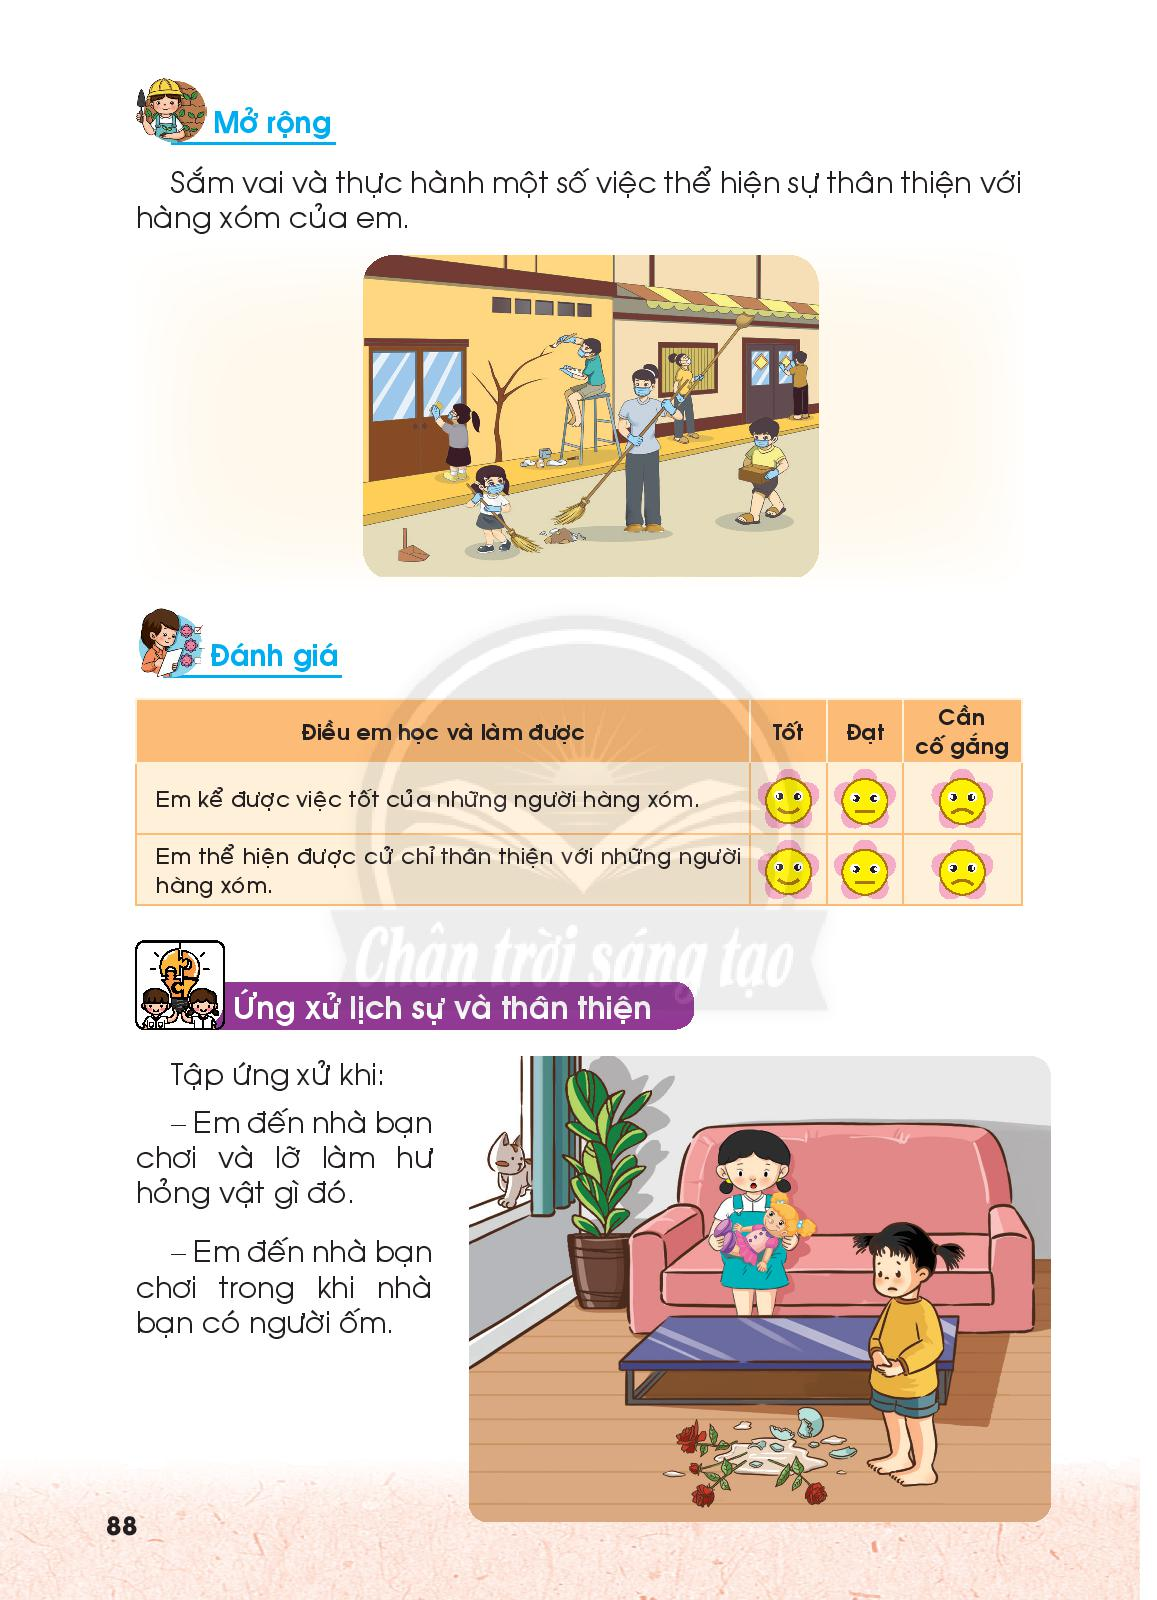 Mở rộng
Sắm vai và thực hành một số việc thể hiện sự thân thiện với
hàng xóm của em.
Đánh giá
Điều em học và làm được
Tốt
Đạt
Cần
cố gắng
Em kể được việc tốt của những người hàng xóm.
Em thể hiện được cử chỉ thân thiện với những người
hàng xóm.
Chân trời sáng tạo
Ứng xử lịch sự và thân thiện
Tập ứng xử khi:
– Em đến nhà bạn
chơi và lỡ làm hư
hỏng vật gì đó.
– Em đến nhà bạn
chơi trong khi nhà
bạn có người ốm.
88